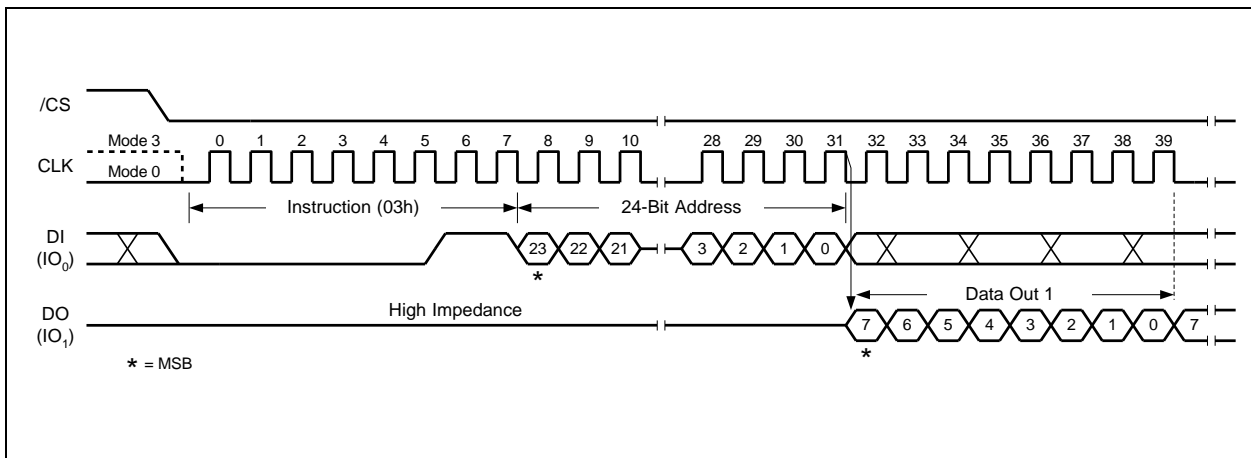 /CS
Mode 3 0 1 2 3 4 5 6 7 8 9 10 28 29 30 31 32 33 34 35 36 37 38 39
CLK Mode 0
Instruction (03h) 24-Bit Address
DI
(IO0) 23 22 21 3 2 1 0
*
Data Out 1
High Impedance
DO
(IO1) 7 6 5 4 3 2 1 0 7
*
* = MSB